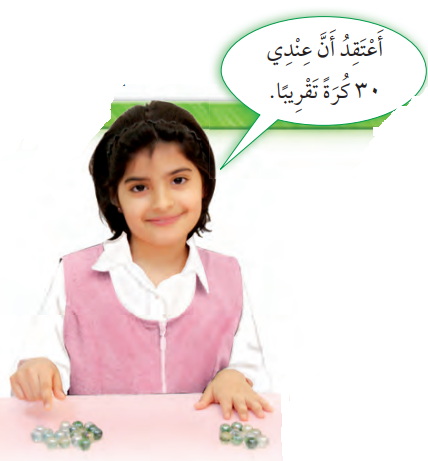 أَعْتَقِدُ أَنَّ عِنْدِي
٣٠ كُرَةً تَقْرِيبًا.